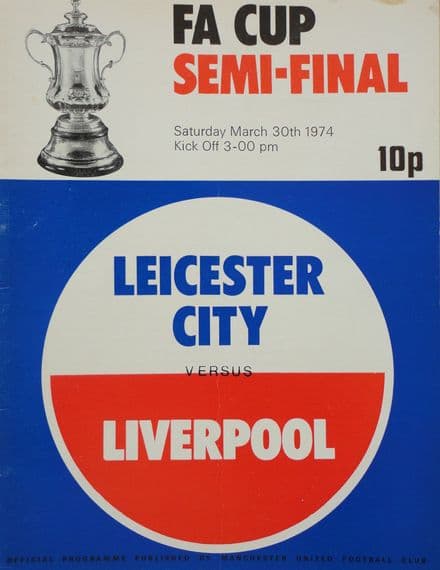 FA CUP
SEMI-FINAL
Saturday March 30th 1974
Kick Off 3-00 pm
10p
LEICESTER
CITY
VERSUS
LIVERPOOL
OFFICIAL PROGRAMME PUBLISHED BY MANCHESTER UNITED FOOTBALL CLUB